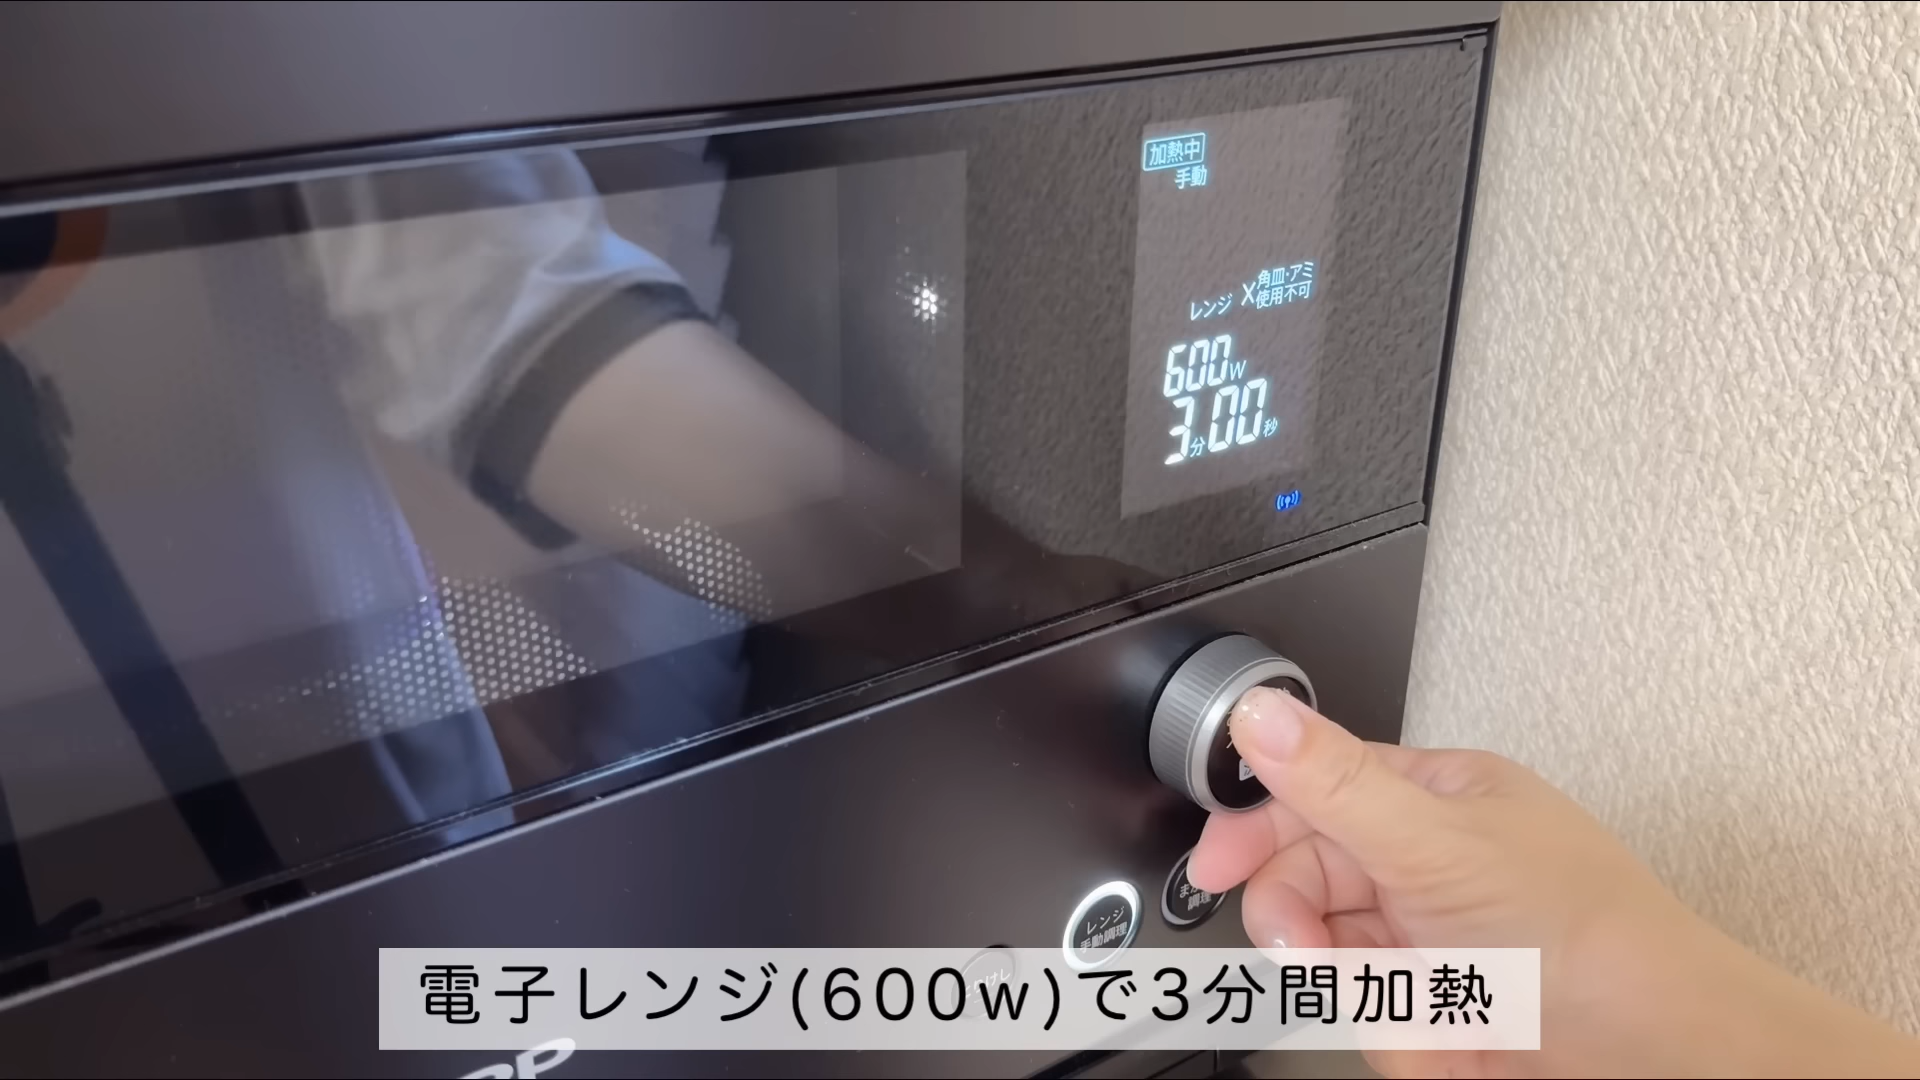 加熱中
手動
レンジ X 角皿・アミ
使用不可
600W
3分00秒
レンジ
手動調理
調理
電子レンジ(600w)で3分間加熱